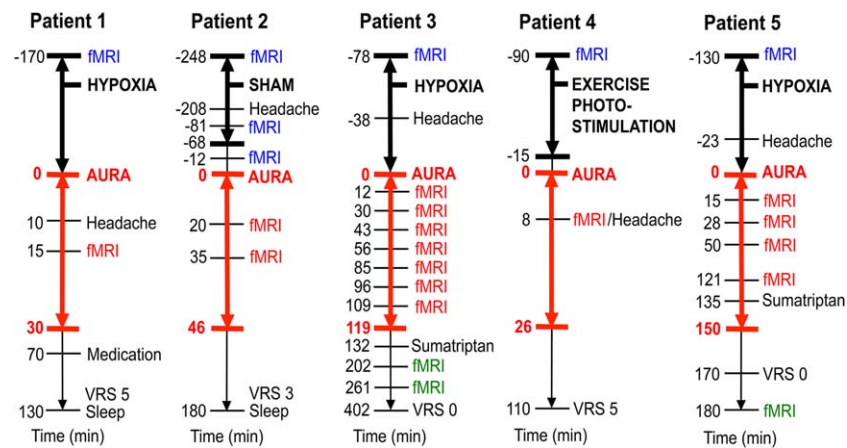 Patient 1
-170 fMRI
HYPOXIA
0 AURA
10 Headache
15 fMRI
30
70 Medication
VRS 5
130 Sleep
Time (min)
Patient 2
-248 fMRI
SHAM
-208 Headache
-81 fMRI
-68
-12 fMRI
0 AURA
20 fMRI
35 fMRI
46
VRS 3
180 Sleep
Time (min)
Patient 3
-78 fMRI
HYPOXIA
-38 Headache
0 AURA
12 fMRI
30 fMRI
43 fMRI
56 fMRI
85 fMRI
96 fMRI
109 fMRI
119
132 Sumatriptan
202 fMRI
261 fMRI
402 VRS 0
Time (min)
Patient 4
-90 fMRI
EXERCISE
PHOTO-
STIMULATION
-15
0 AURA
8 fMRI/Headache
26
110 VRS 5
Time (min)
Patient 5
-130 fMRI
HYPOXIA
-23 Headache
0 AURA
15 fMRI
28 fMRI
50 fMRI
121 fMRI
135 Sumatriptan
150
170 VRS 0
180 fMRI
Time (min)